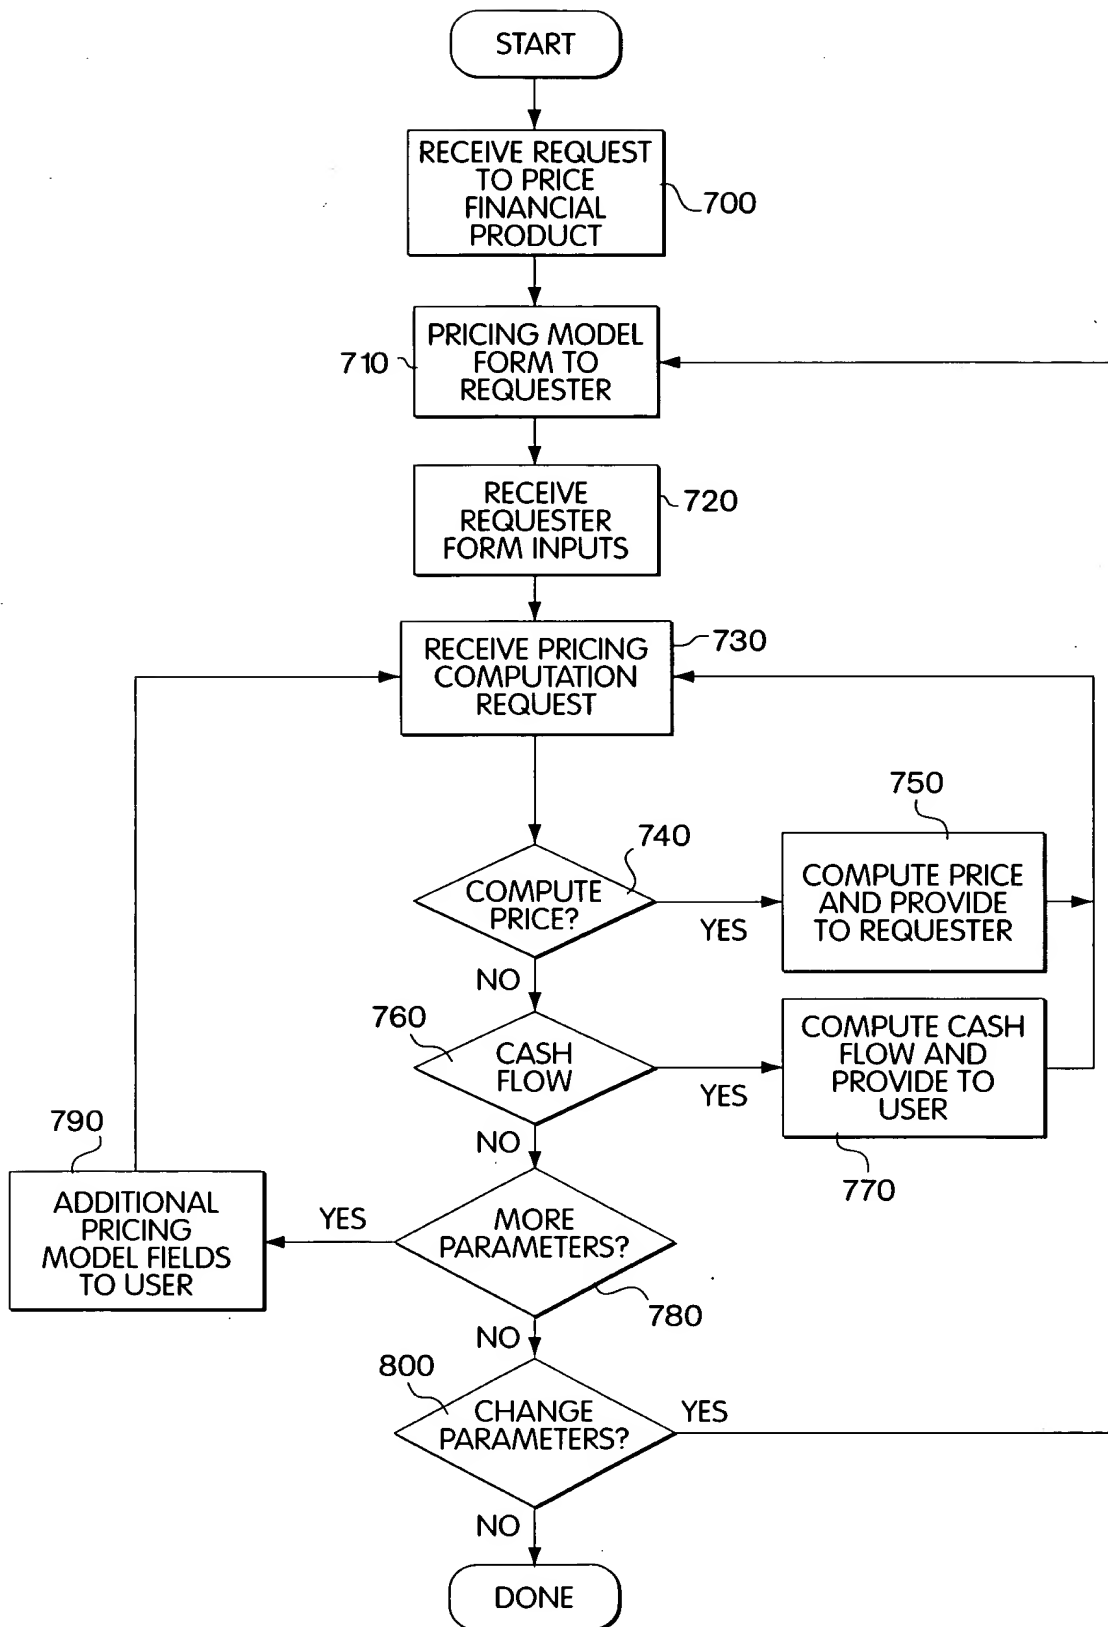 START
RECEIVE REQUEST
TO PRICE
FINANCIAL
PRODUCT
700
PRICING MODEL
FORM TO
REQUESTER
710
RECEIVE
REQUESTER
FORM INPUTS
720
RECEIVE PRICING
COMPUTATION
REQUEST
730
COMPUTE
PRICE?
740
YES
COMPUTE PRICE
AND PROVIDE
TO REQUESTER
750
NO
CASH
FLOW
760
YES
COMPUTE CASH
FLOW AND
PROVIDE TO
USER
770
NO
MORE
PARAMETERS?
780
YES
ADDITIONAL
PRICING
MODEL FIELDS
TO USER
790
NO
CHANGE
PARAMETERS?
800
YES
NO
DONE